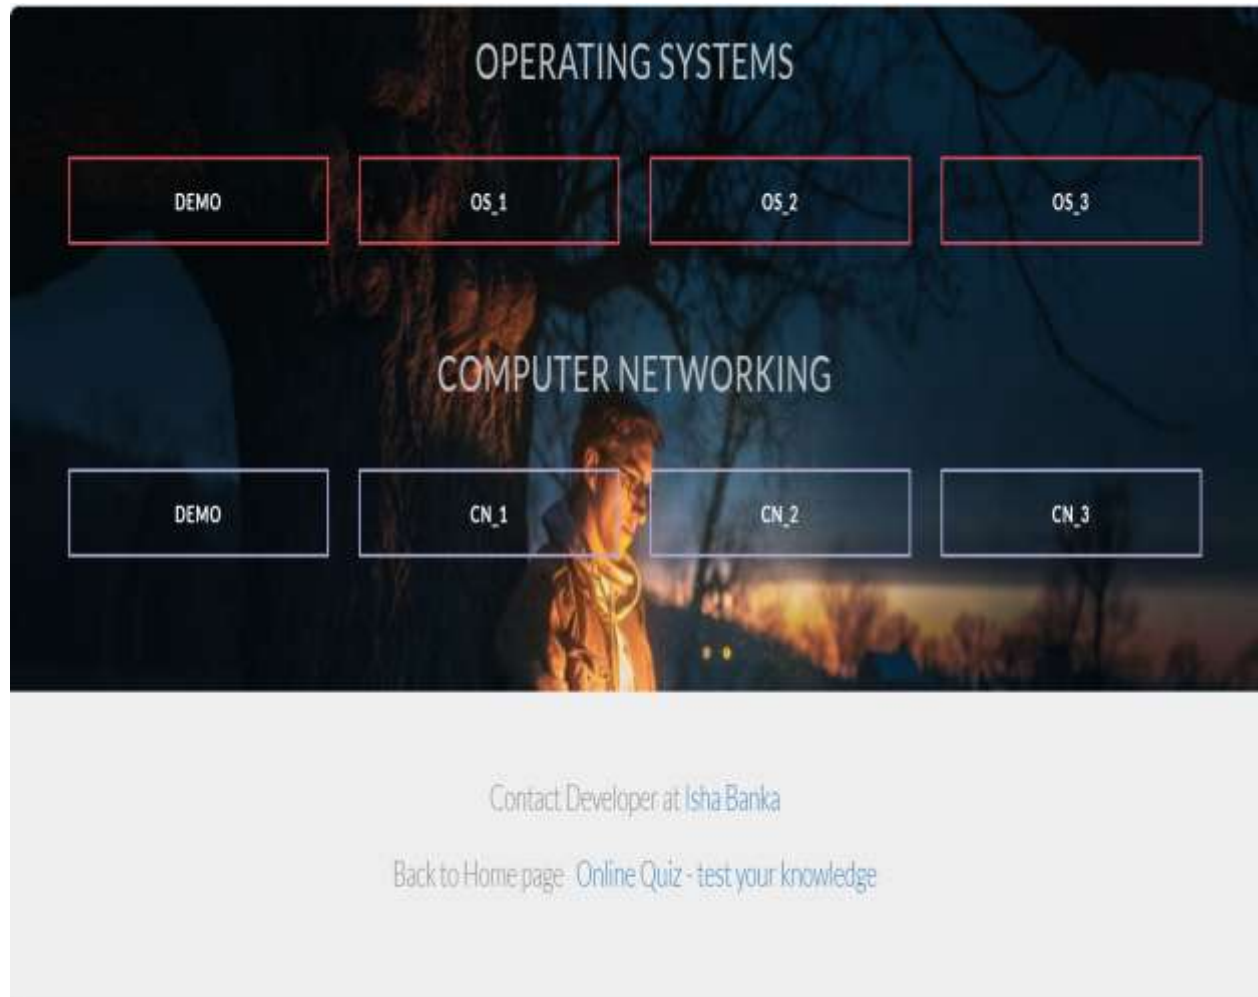 OPERATING SYSTEMS
DEMO OS_1 OS_2 OS_3
COMPUTER NETWORKING
DEMO CN_1 CN_2 CN_3
Contact Developer at Isha Banka
Back to Home page Online Quiz - test your knowledge